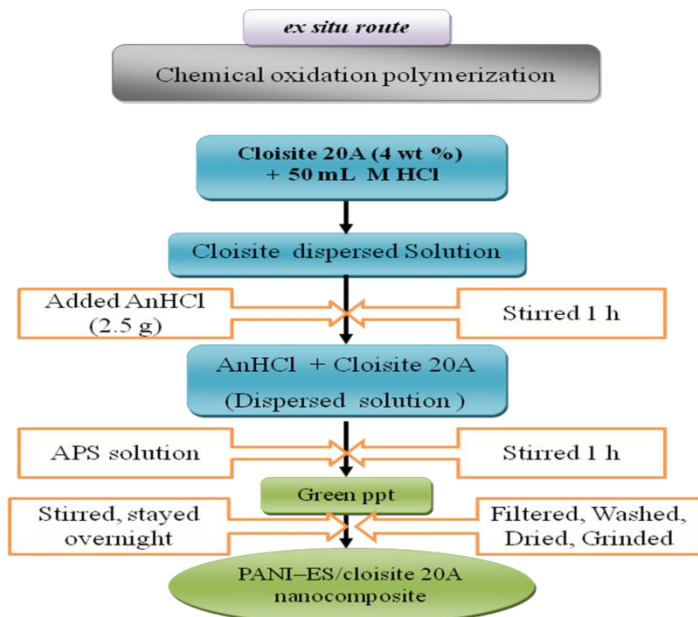 ex situ route
Chemical oxidation polymerization
Cloisite 20A (4 wt %)
+ 50 mL M HCl
Cloisite dispersed Solution
Added AnHCl
(2.5 g)
Stirred 1 h
AnHCl + Cloisite 20A
(Dispersed solution )
APS solution
Stirred 1 h
Green ppt
Stirred, stayed
overnight
Filtered, Washed,
Dried, Grinded
PANI–ES/cloisite 20A
nanocomposite